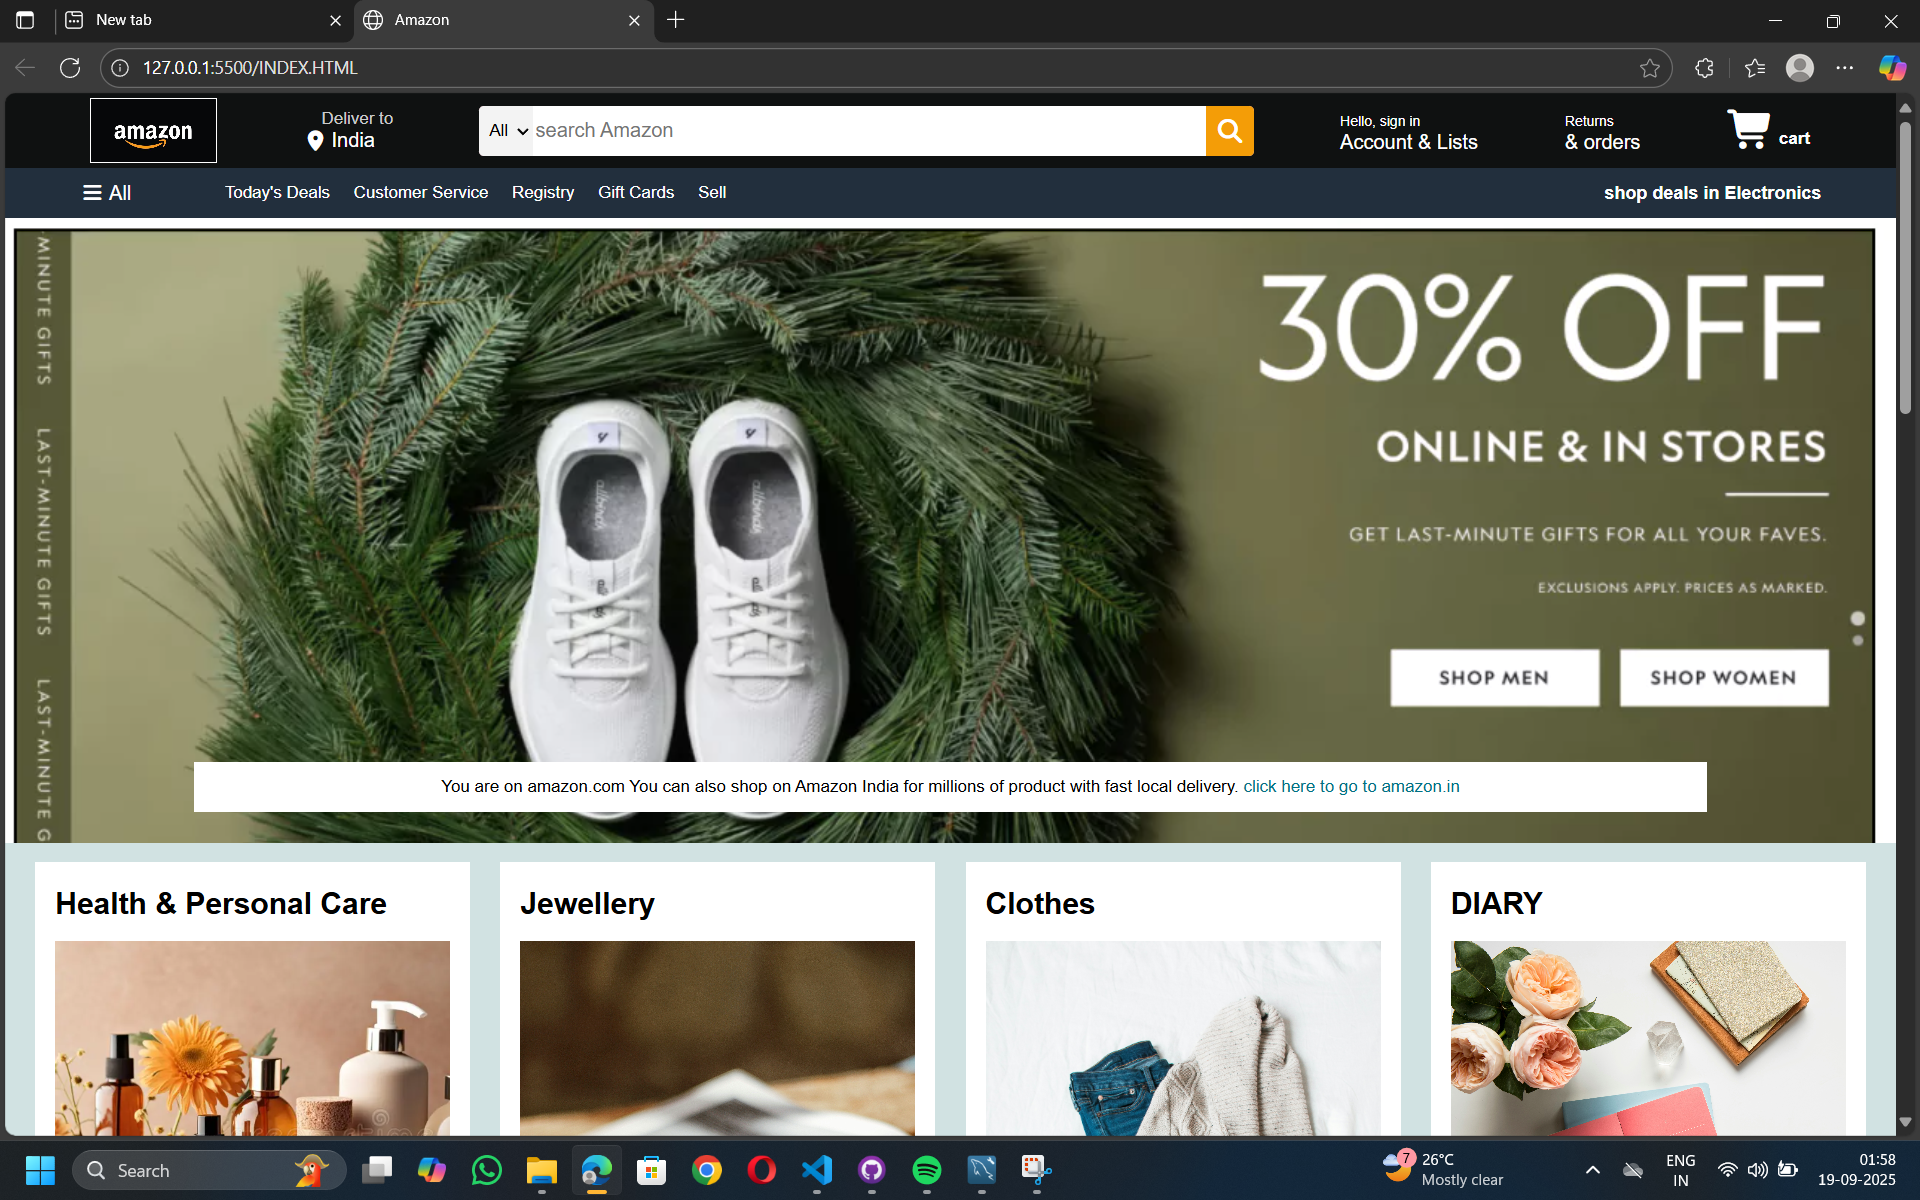 New tab
Amazon
127.0.0.1:5500/INDEX.HTML
amazon
Deliver to
India
All
search Amazon
Hello, sign in
Account & Lists
Returns
& orders
cart
All
Today's Deals
Customer Service
Registry
Gift Cards
Sell
shop deals in Electronics
MINUTE GIFTS
LAST-MINUTE GIFTS
LAST-MINUTE G
30% OFF
ONLINE & IN STORES
GET LAST-MINUTE GIFTS FOR ALL YOUR FAVES.
EXCLUSIONS APPLY. PRICES AS MARKED.
SHOP MEN
SHOP WOMEN
allbirds
allbirds
You are on amazon.com You can also shop on Amazon India for millions of product with fast local delivery. click here to go to amazon.in
Health & Personal Care
Jewellery
Clothes
DIARY
Search
7
26°C
Mostly clear
ENG
IN
01:58
19-09-2025